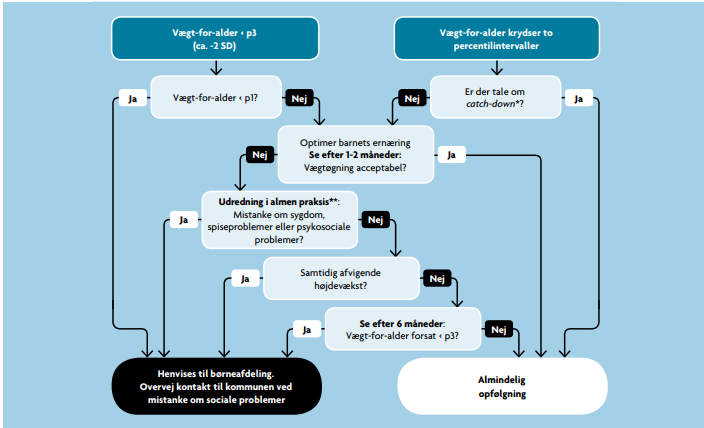 Vægt-for-alder < p3
(ca. -2 SD)
Vægt-for-alder krydser to
percentilintervaller
Ja
Vægt-for-alder < p1?
Nej
Nej
Er der tale om
catch-down*?
Ja
Nej
Optimer barnets ernæring
Se efter 1-2 måneder:
Vægtøgning acceptabel?
Ja
Ja
Udredning i almen praksis**:
Mistanke om sygdom,
spiseproblemer eller psykosociale
problemer?
Nej
Ja
Samtidig afvigende
højdevækst?
Nej
Ja
Se efter 6 måneder:
Vægt-for-alder forsat < p3?
Nej
Henvises til børneafdeling.
Overvej kontakt til kommunen ved
mistanke om sociale problemer
Almindelig
opfølgning